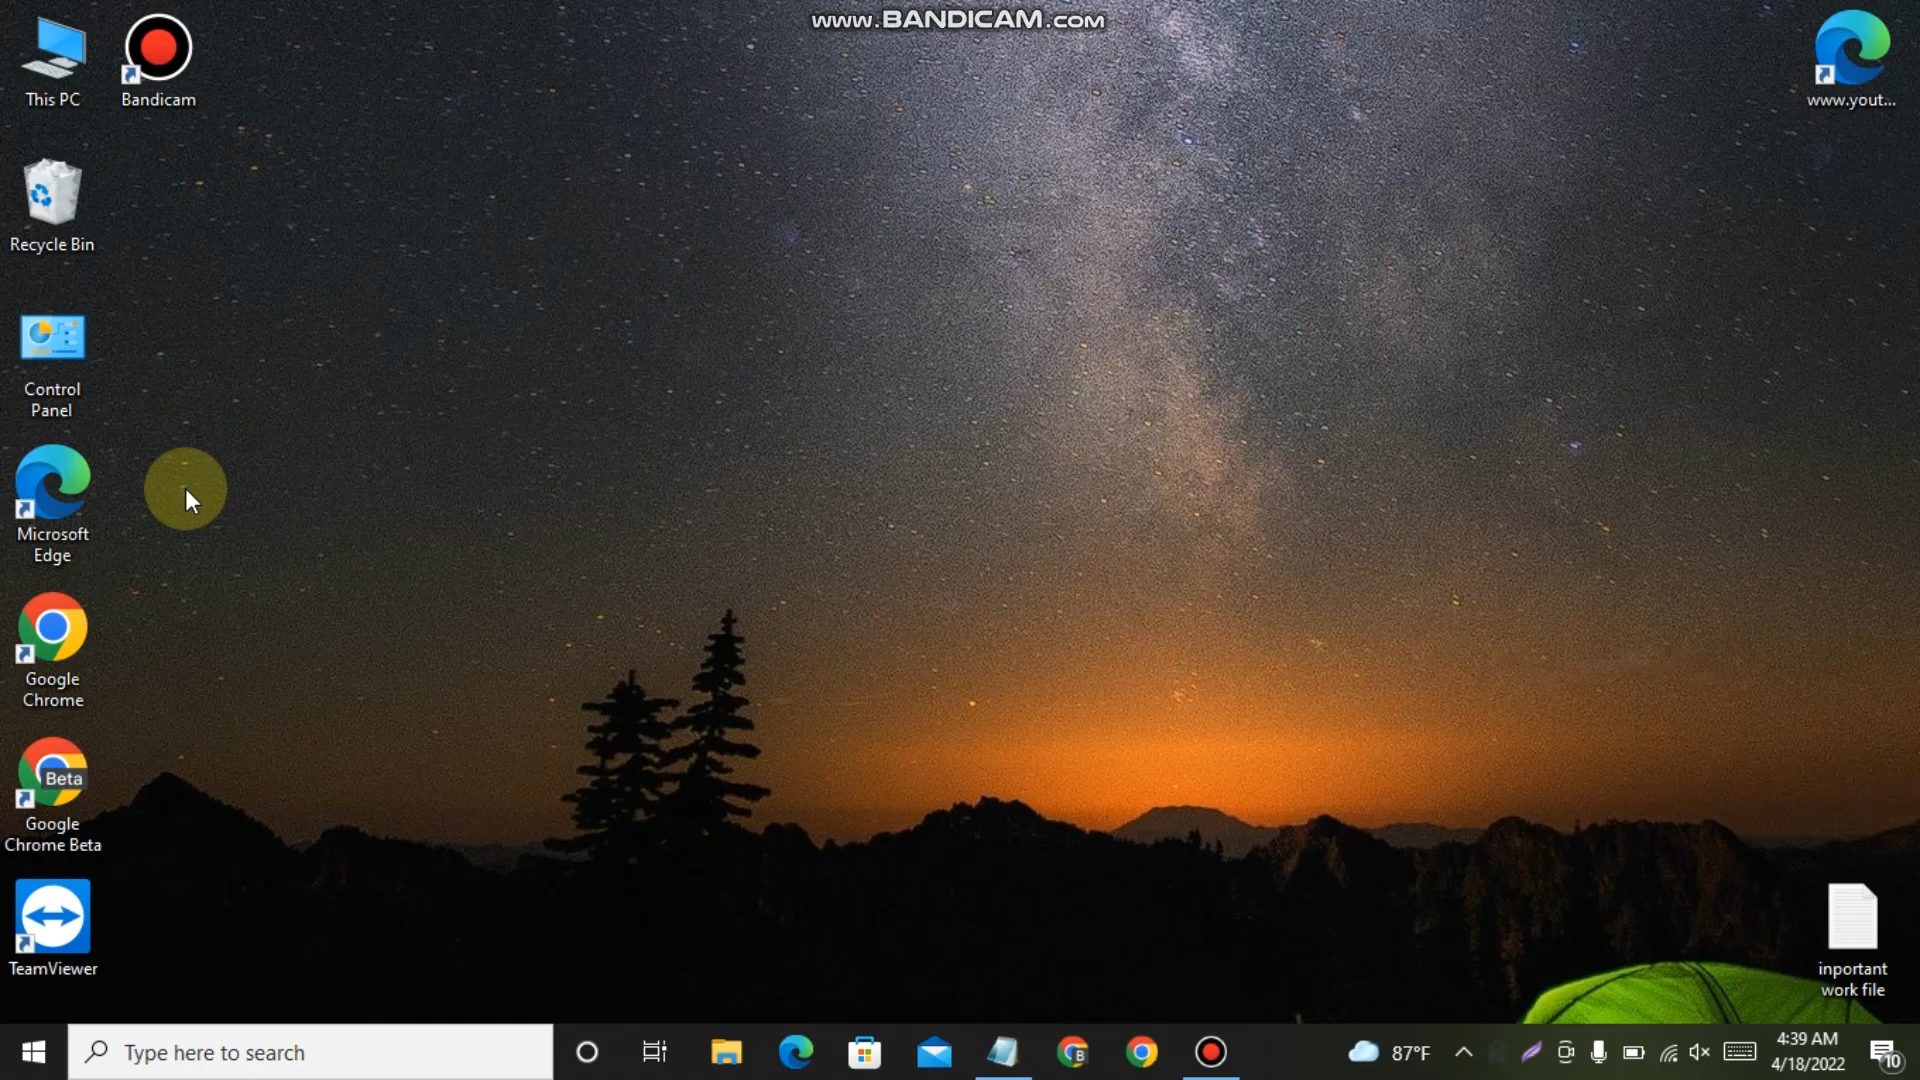 www.BANDICAM.com
This PC
Bandicam
www.yout...
Recycle Bin
Control
Panel
Microsoft
Edge
Google
Chrome
Beta
Google
Chrome Beta
TeamViewer
inportant
work file
Type here to search
B
87°F
4:39 AM
4/18/2022
10